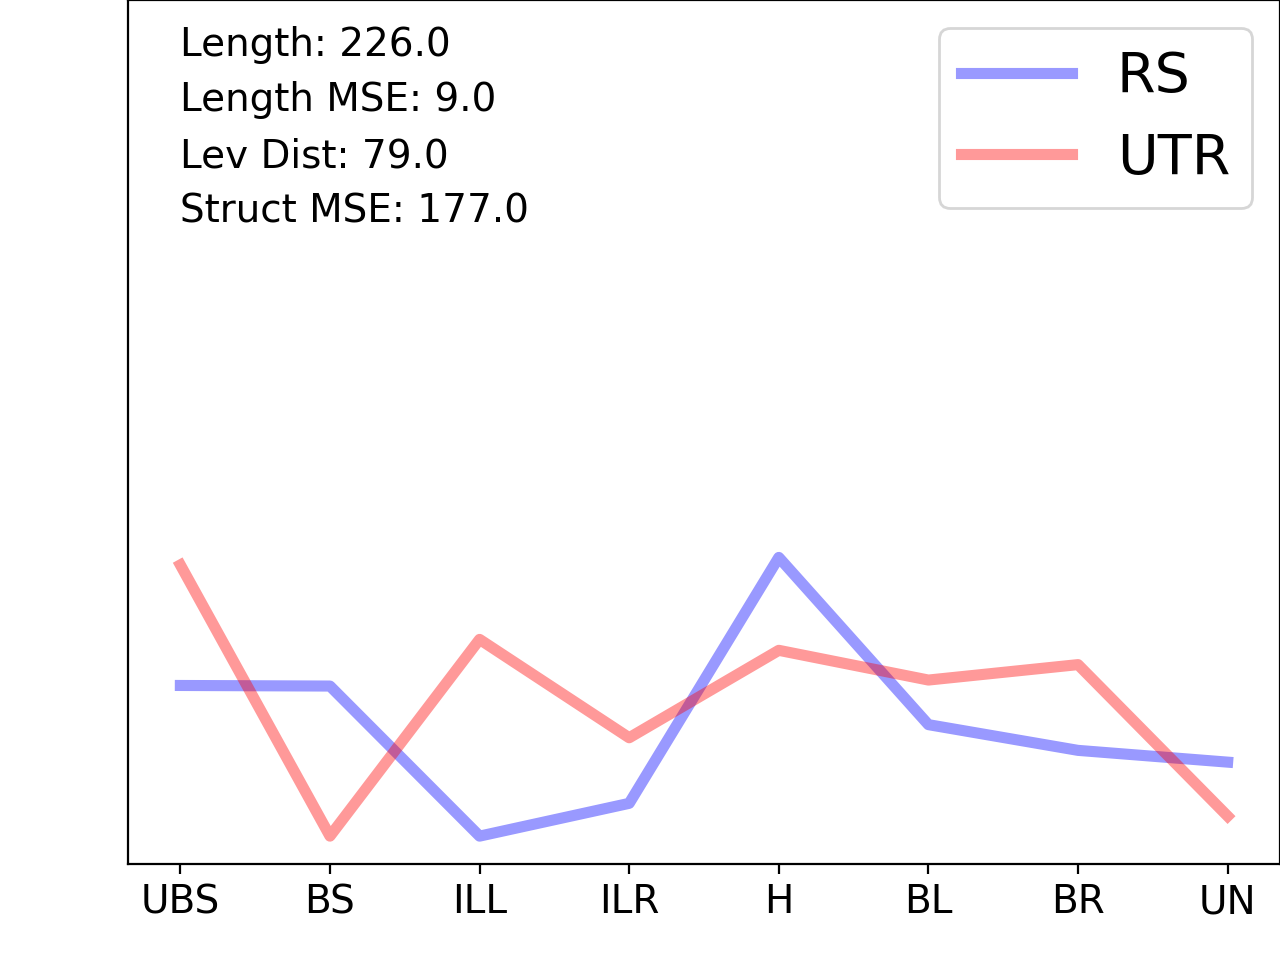 Length: 226.0
Length MSE: 9.0
Lev Dist: 79.0
Struct MSE: 177.0
RS
UTR
UBS BS ILL ILR H BL BR UN